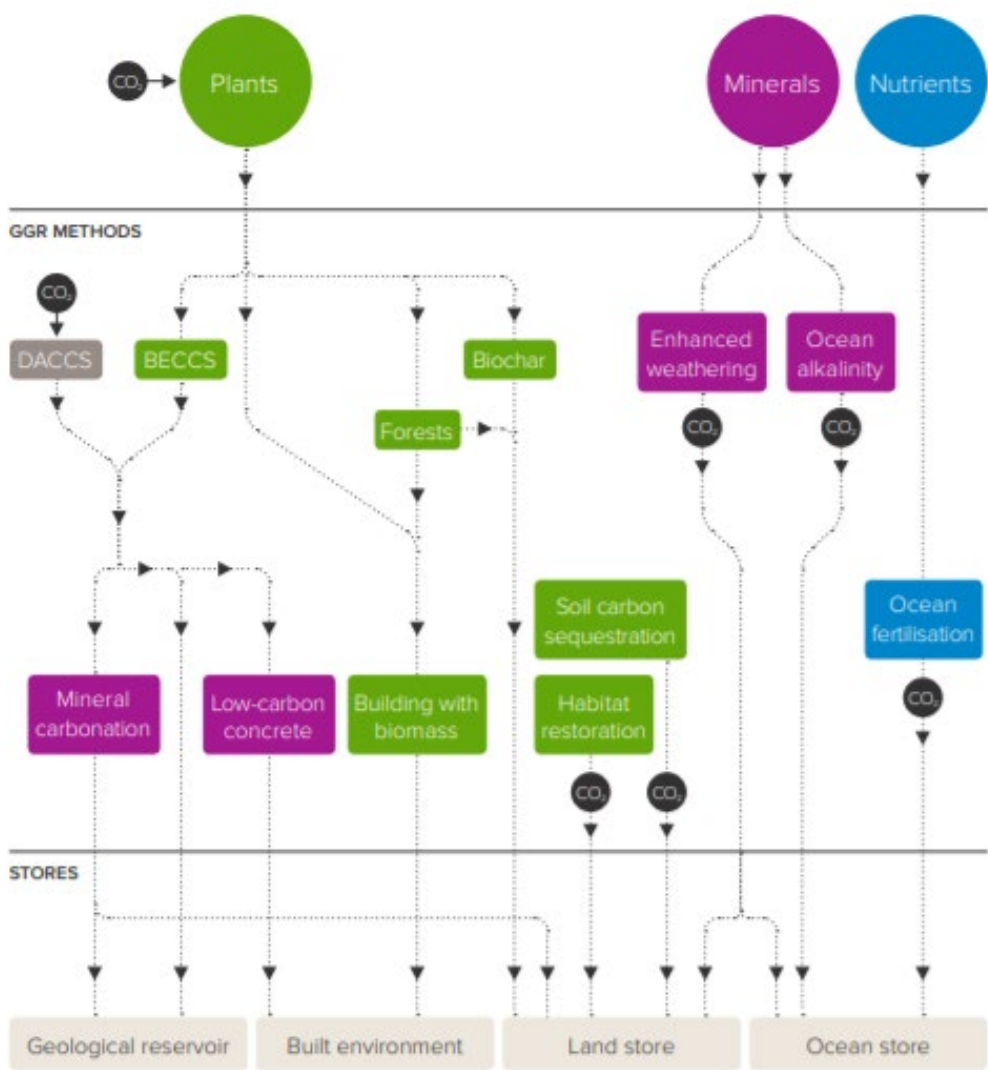 Plants
Minerals
Nutrients
CO₂
GGR METHODS
CO₂
DACCS
BECCS
Biochar
Enhanced
weathering
Ocean
alkalinity
Forests
CO₂
CO₂
Soil carbon
sequestration
Ocean
fertilisation
Mineral
carbonation
Low-carbon
concrete
Building with
biomass
Habitat
restoration
CO₂
CO₂
CO₂
STORES
Geological reservoir
Built environment
Land store
Ocean store